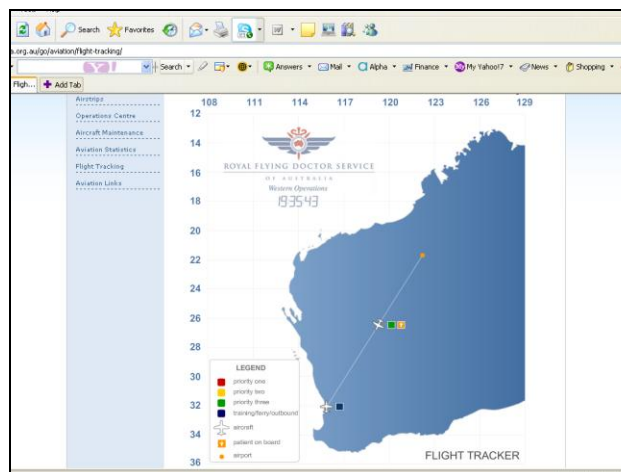 Search Favorites
a.org.au/go/aviation/flight-tracking/
Y! Search Answers Mail Alpha Finance My Yahoo!7 News Shopping
Fligh... Add Tab
Airstrips
Operations Centre
Aircraft Maintenance
Aviation Statistics
Flight Tracking
Aviation Links
108 111 114 117 120 123 126 129
12
14
16
18
20
22
24
26
28
30
32
34
36
ROYAL FLYING DOCTOR SERVICE
OF AUSTRALIA
Western Operations
19:35:43
LEGEND
priority one
priority two
priority three
training/ferry/outbound
aircraft
patient on board
airport
FLIGHT TRACKER